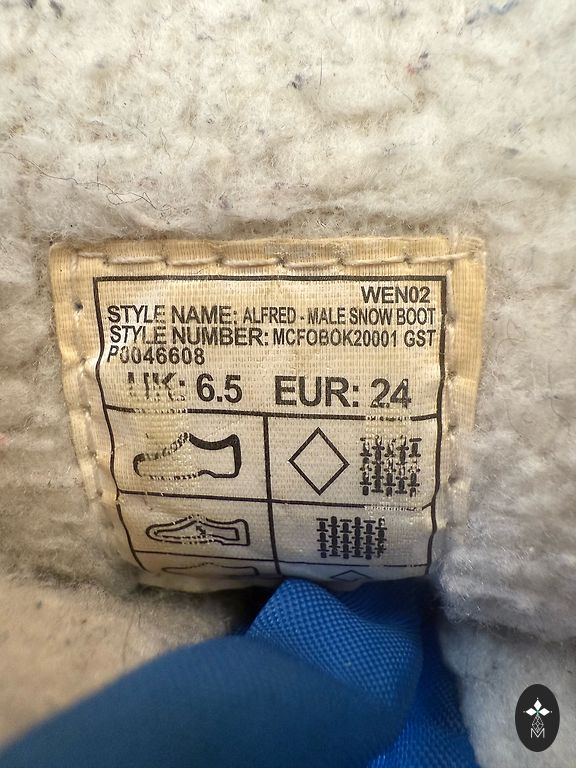 WEN02
STYLE NAME: ALFRED - MALE SNOW BOOT
STYLE NUMBER: MCFOBOK20001 GST
P0046608
UK: 6.5 EUR: 24
M